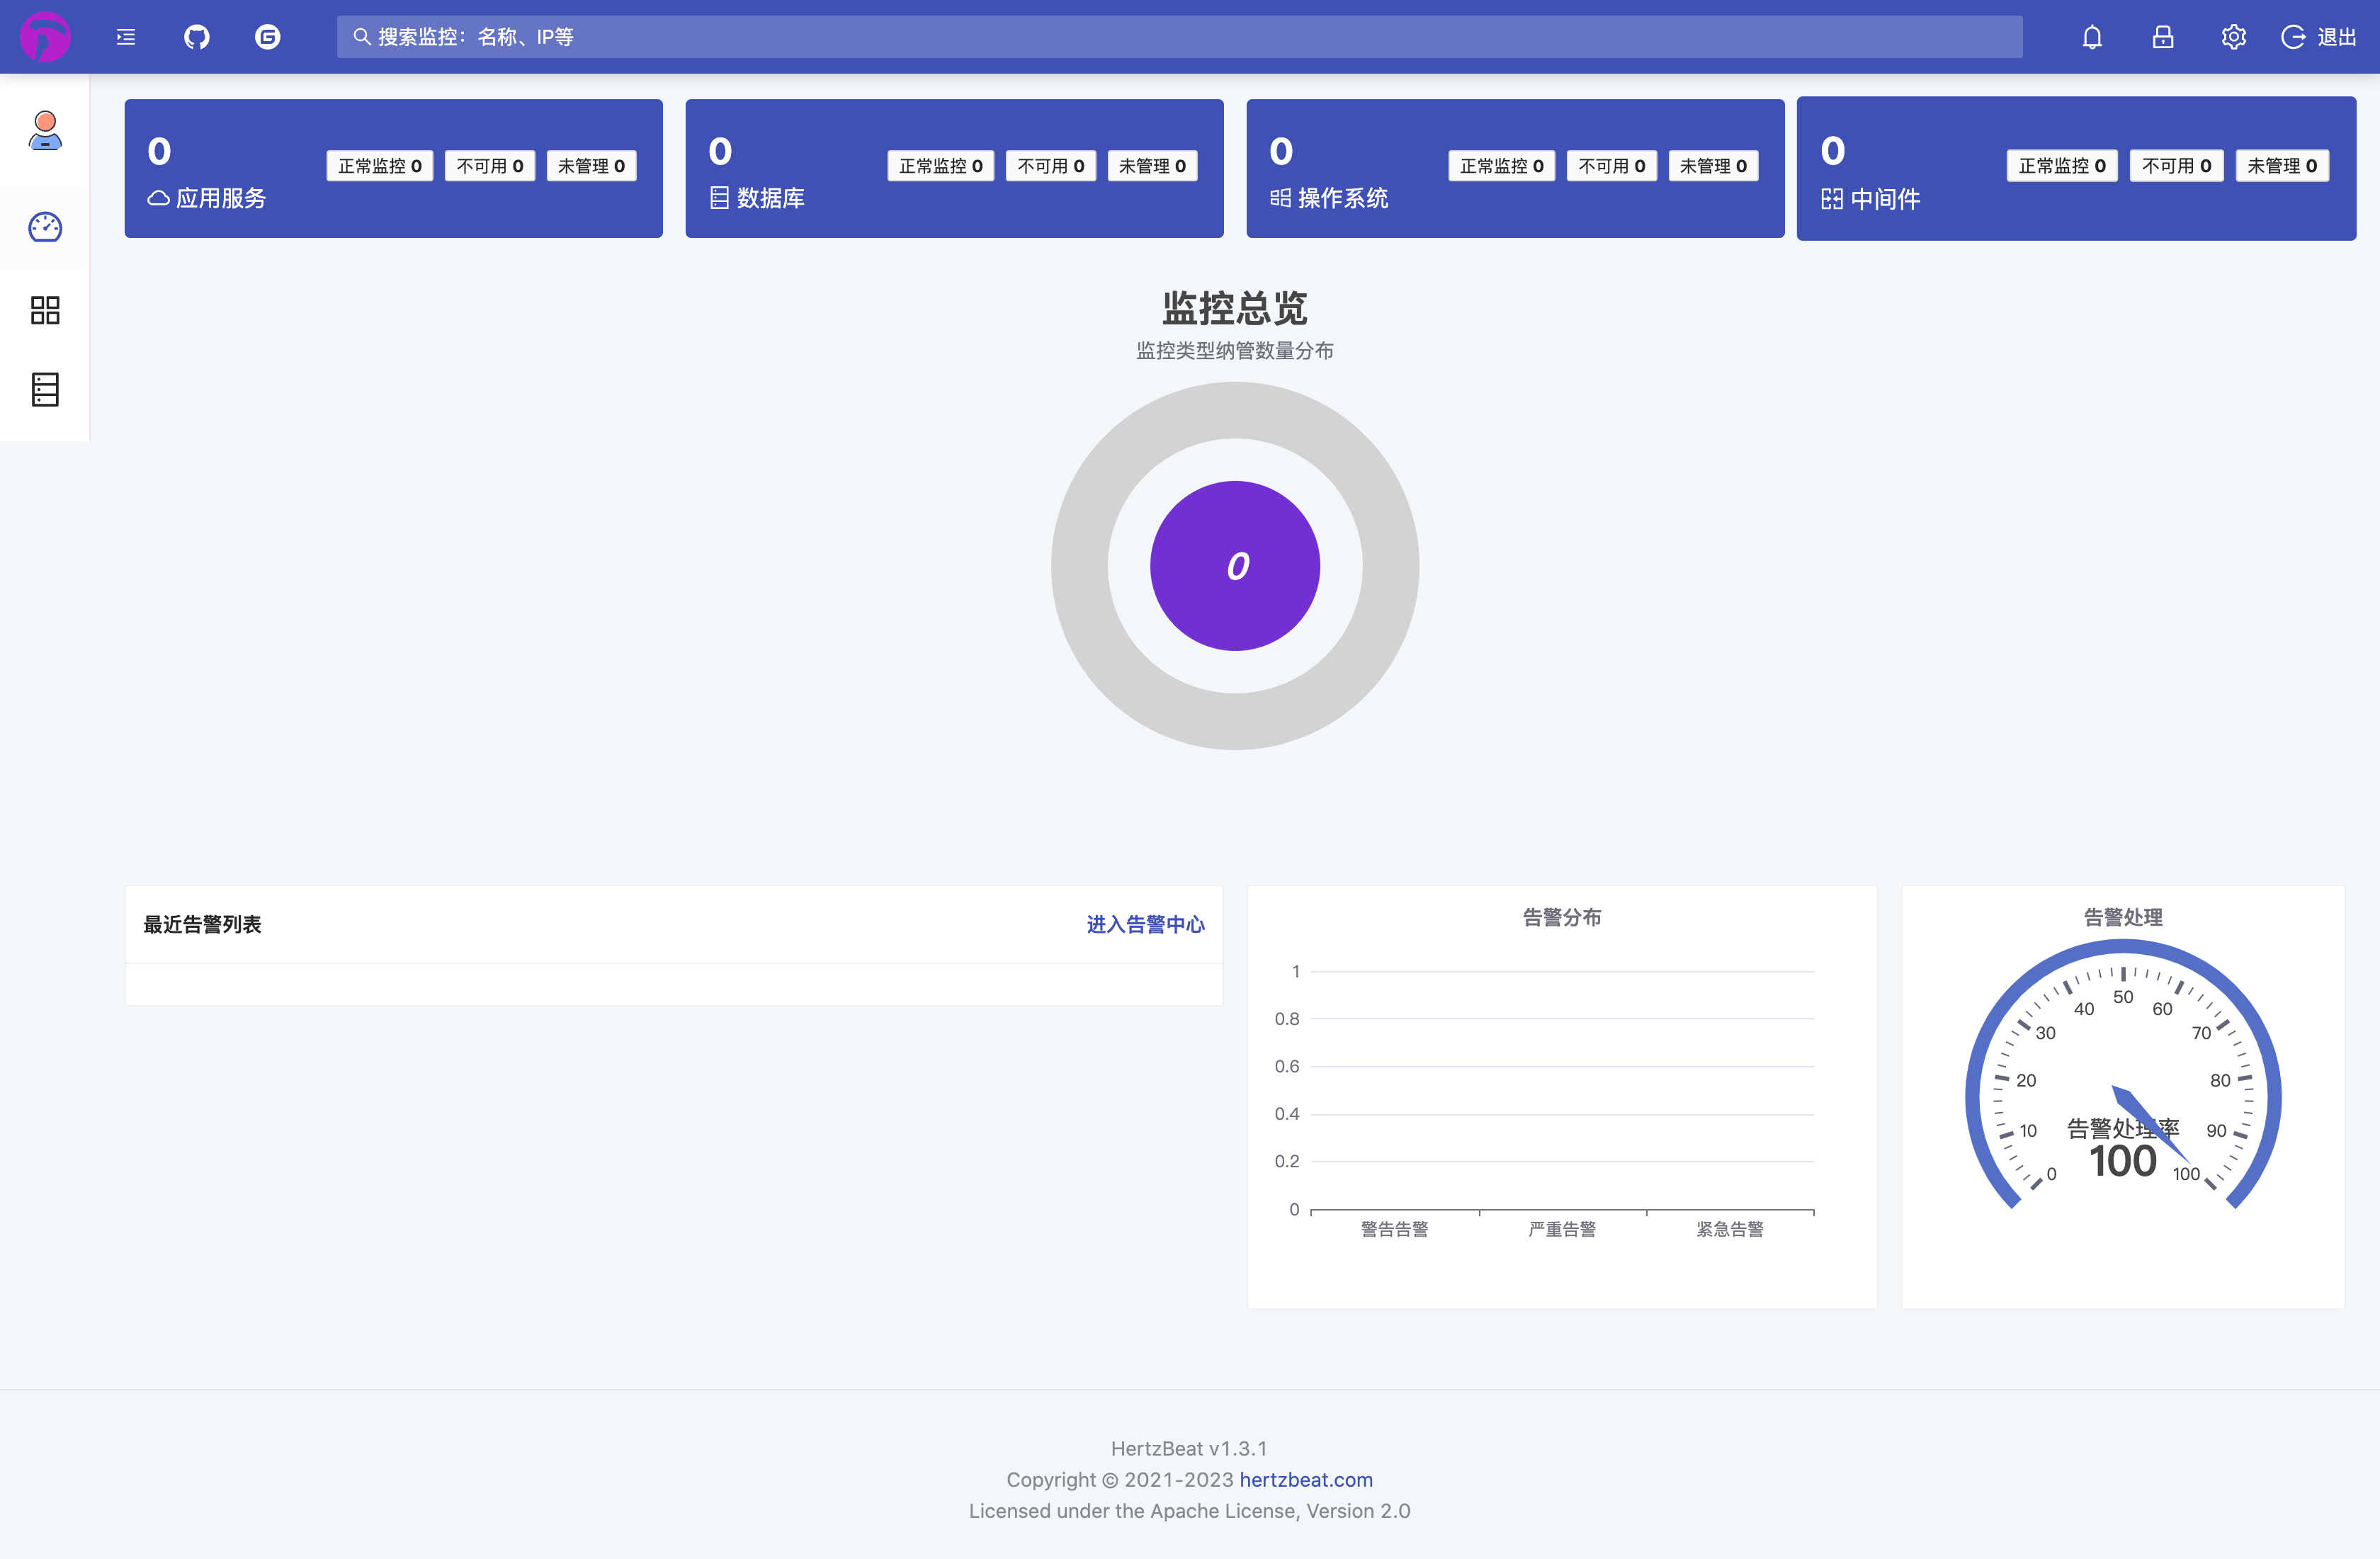 搜索监控：名称、IP等
退出
0
正常监控 0
不可用 0
未管理 0
应用服务
0
正常监控 0
不可用 0
未管理 0
数据库
0
正常监控 0
不可用 0
未管理 0
操作系统
0
正常监控 0
不可用 0
未管理 0
中间件
监控总览
监控类型纳管数量分布
0
最近告警列表
进入告警中心
告警分布
1
0.8
0.6
0.4
0.2
0
警告告警
严重告警
紧急告警
告警处理
0
10
20
30
40
50
60
70
80
90
100
告警处理率
100
HertzBeat v1.3.1
Copyright © 2021-2023 hertzbeat.com
Licensed under the Apache License, Version 2.0